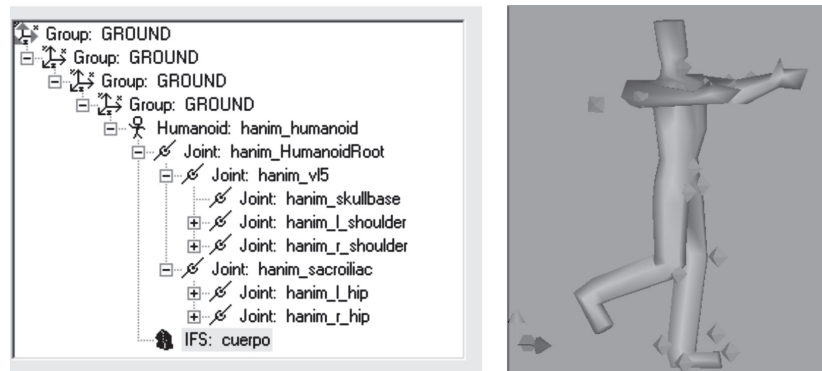 Group: GROUND
Group: GROUND
Group: GROUND
Group: GROUND
Humanoid: hanim_humanoid
Joint: hanim_HumanoidRoot
Joint: hanim_vl5
Joint: hanim_skullbase
Joint: hanim_l_shoulder
Joint: hanim_r_shoulder
Joint: hanim_sacroiliac
Joint: hanim_l_hip
Joint: hanim_r_hip
IFS: cuerpo